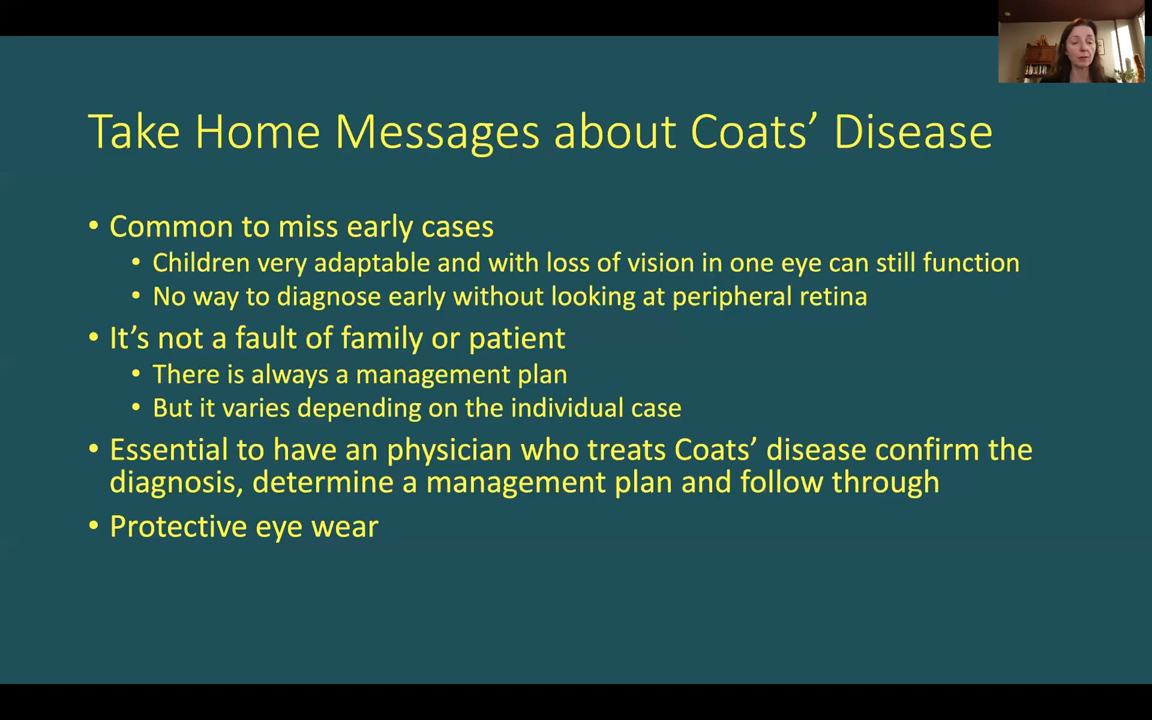 Take Home Messages about Coats’ Disease
• Common to miss early cases
• Children very adaptable and with loss of vision in one eye can still function
• No way to diagnose early without looking at peripheral retina
• It’s not a fault of family or patient
• There is always a management plan
• But it varies depending on the individual case
• Essential to have an physician who treats Coats’ disease confirm the
diagnosis, determine a management plan and follow through
• Protective eye wear